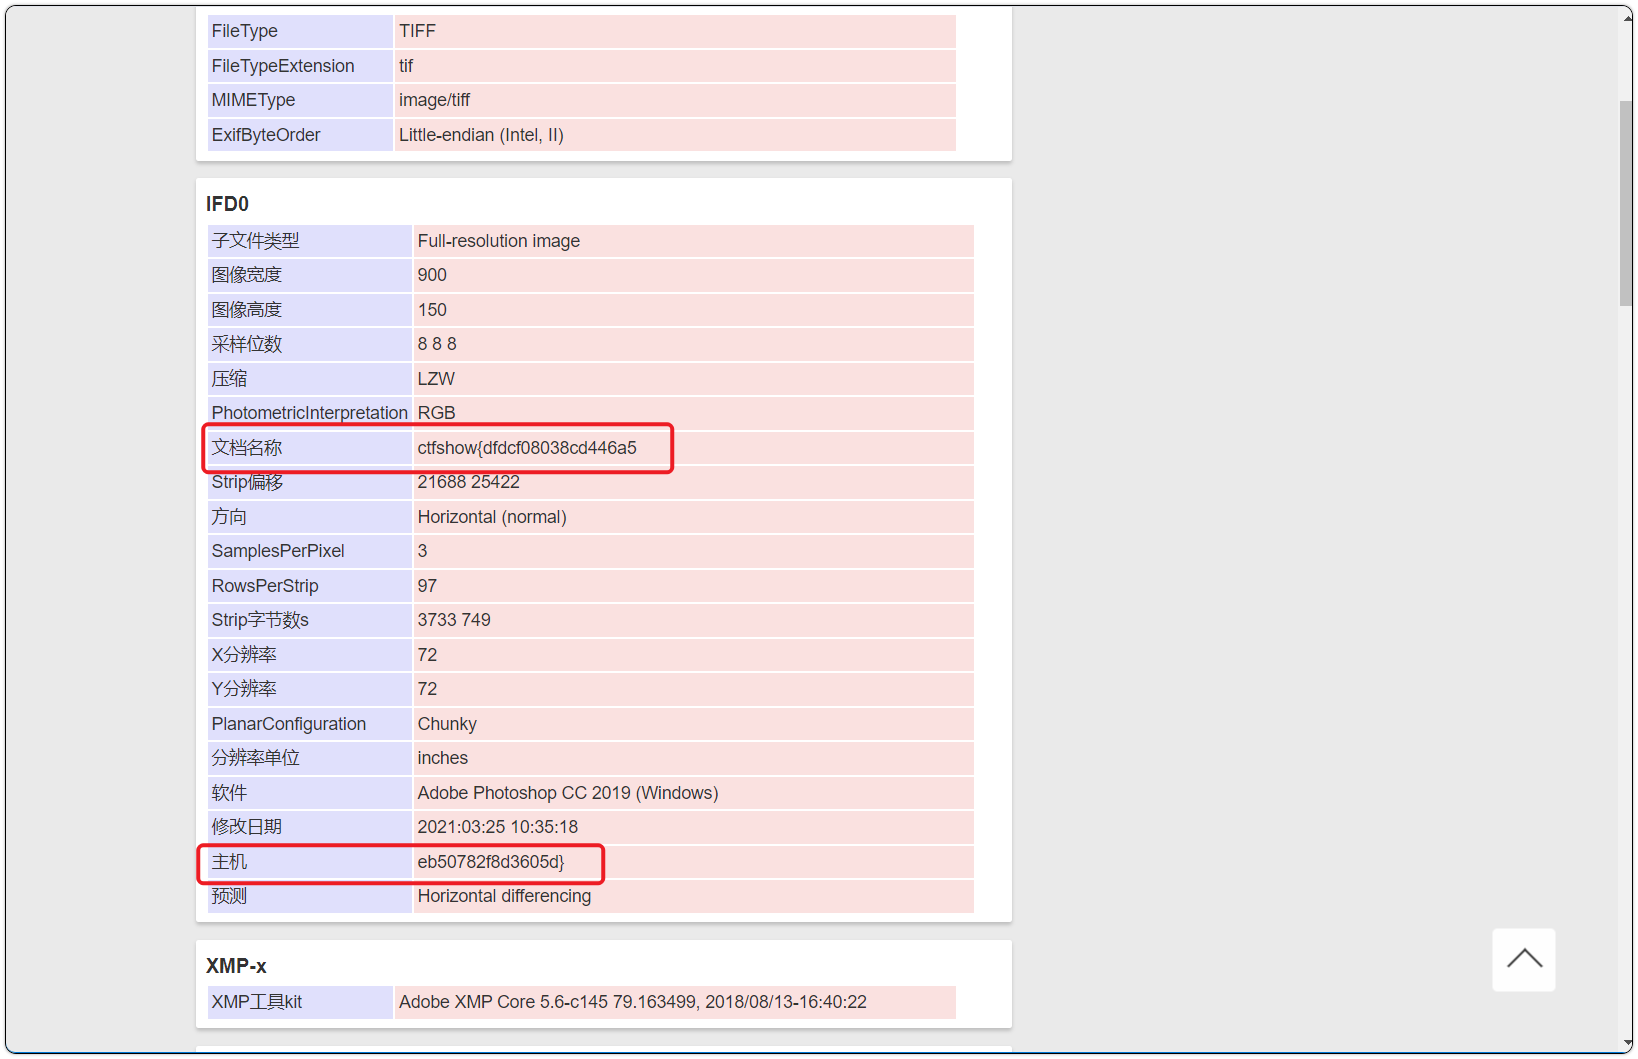 FileType TIFF
FileTypeExtension tif
MIMEType image/tiff
ExifByteOrder Little-endian (Intel, II)
IFD0
子文件类型 Full-resolution image
图像宽度 900
图像高度 150
采样位数 8 8 8
压缩 LZW
PhotometricInterpretation RGB
文档名称 ctfshow{dfdcf08038cd446a5
Strip偏移 21688 25422
方向 Horizontal (normal)
SamplesPerPixel 3
RowsPerStrip 97
Strip字节数s 3733 749
X分辨率 72
Y分辨率 72
PlanarConfiguration Chunky
分辨率单位 inches
软件 Adobe Photoshop CC 2019 (Windows)
修改日期 2021:03:25 10:35:18
主机 eb50782f8d3605d}
预测 Horizontal differencing
XMP-x
XMP工具kit Adobe XMP Core 5.6-c145 79.163499, 2018/08/13-16:40:22